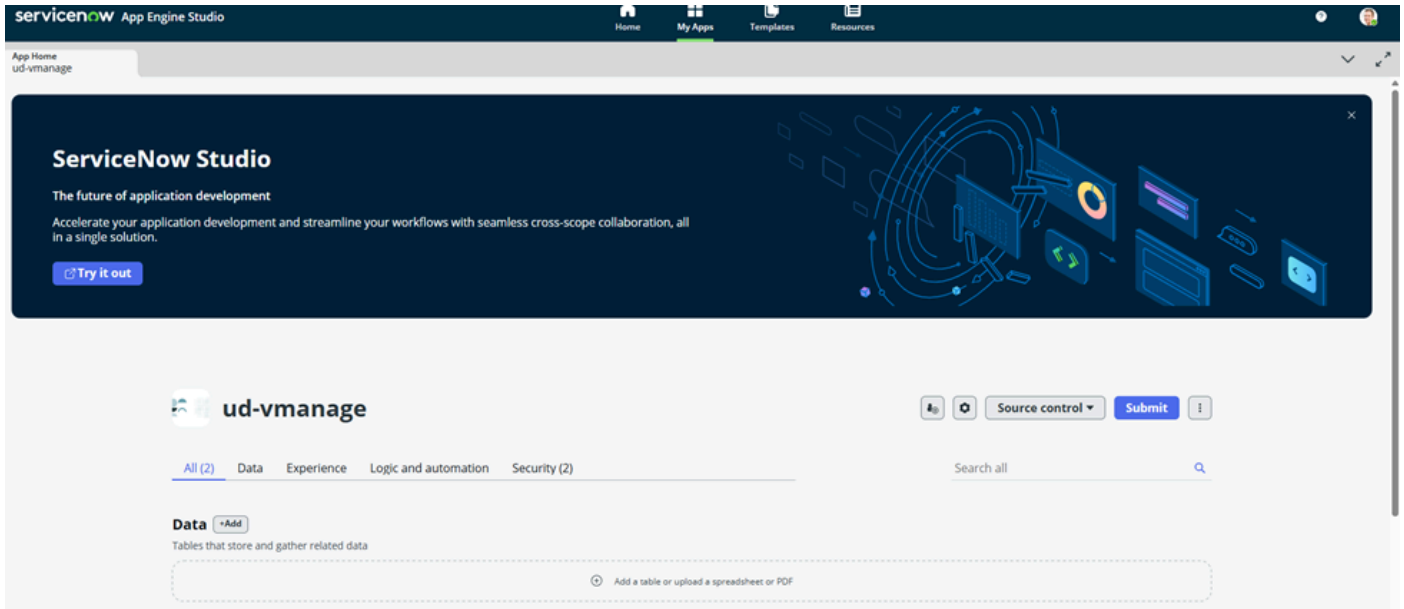 servicenow App Engine Studio
Home
My Apps
Templates
Resources
?
App Home
ud-vmanage
ServiceNow Studio
The future of application development
Accelerate your application development and streamline your workflows with seamless cross-scope collaboration, all
in a single solution.
Try it out
ud-vmanage
Source control
Submit
All (2) Data Experience Logic and automation Security (2)
Search all
Data +Add
Tables that store and gather related data
Add a table or upload a spreadsheet or PDF